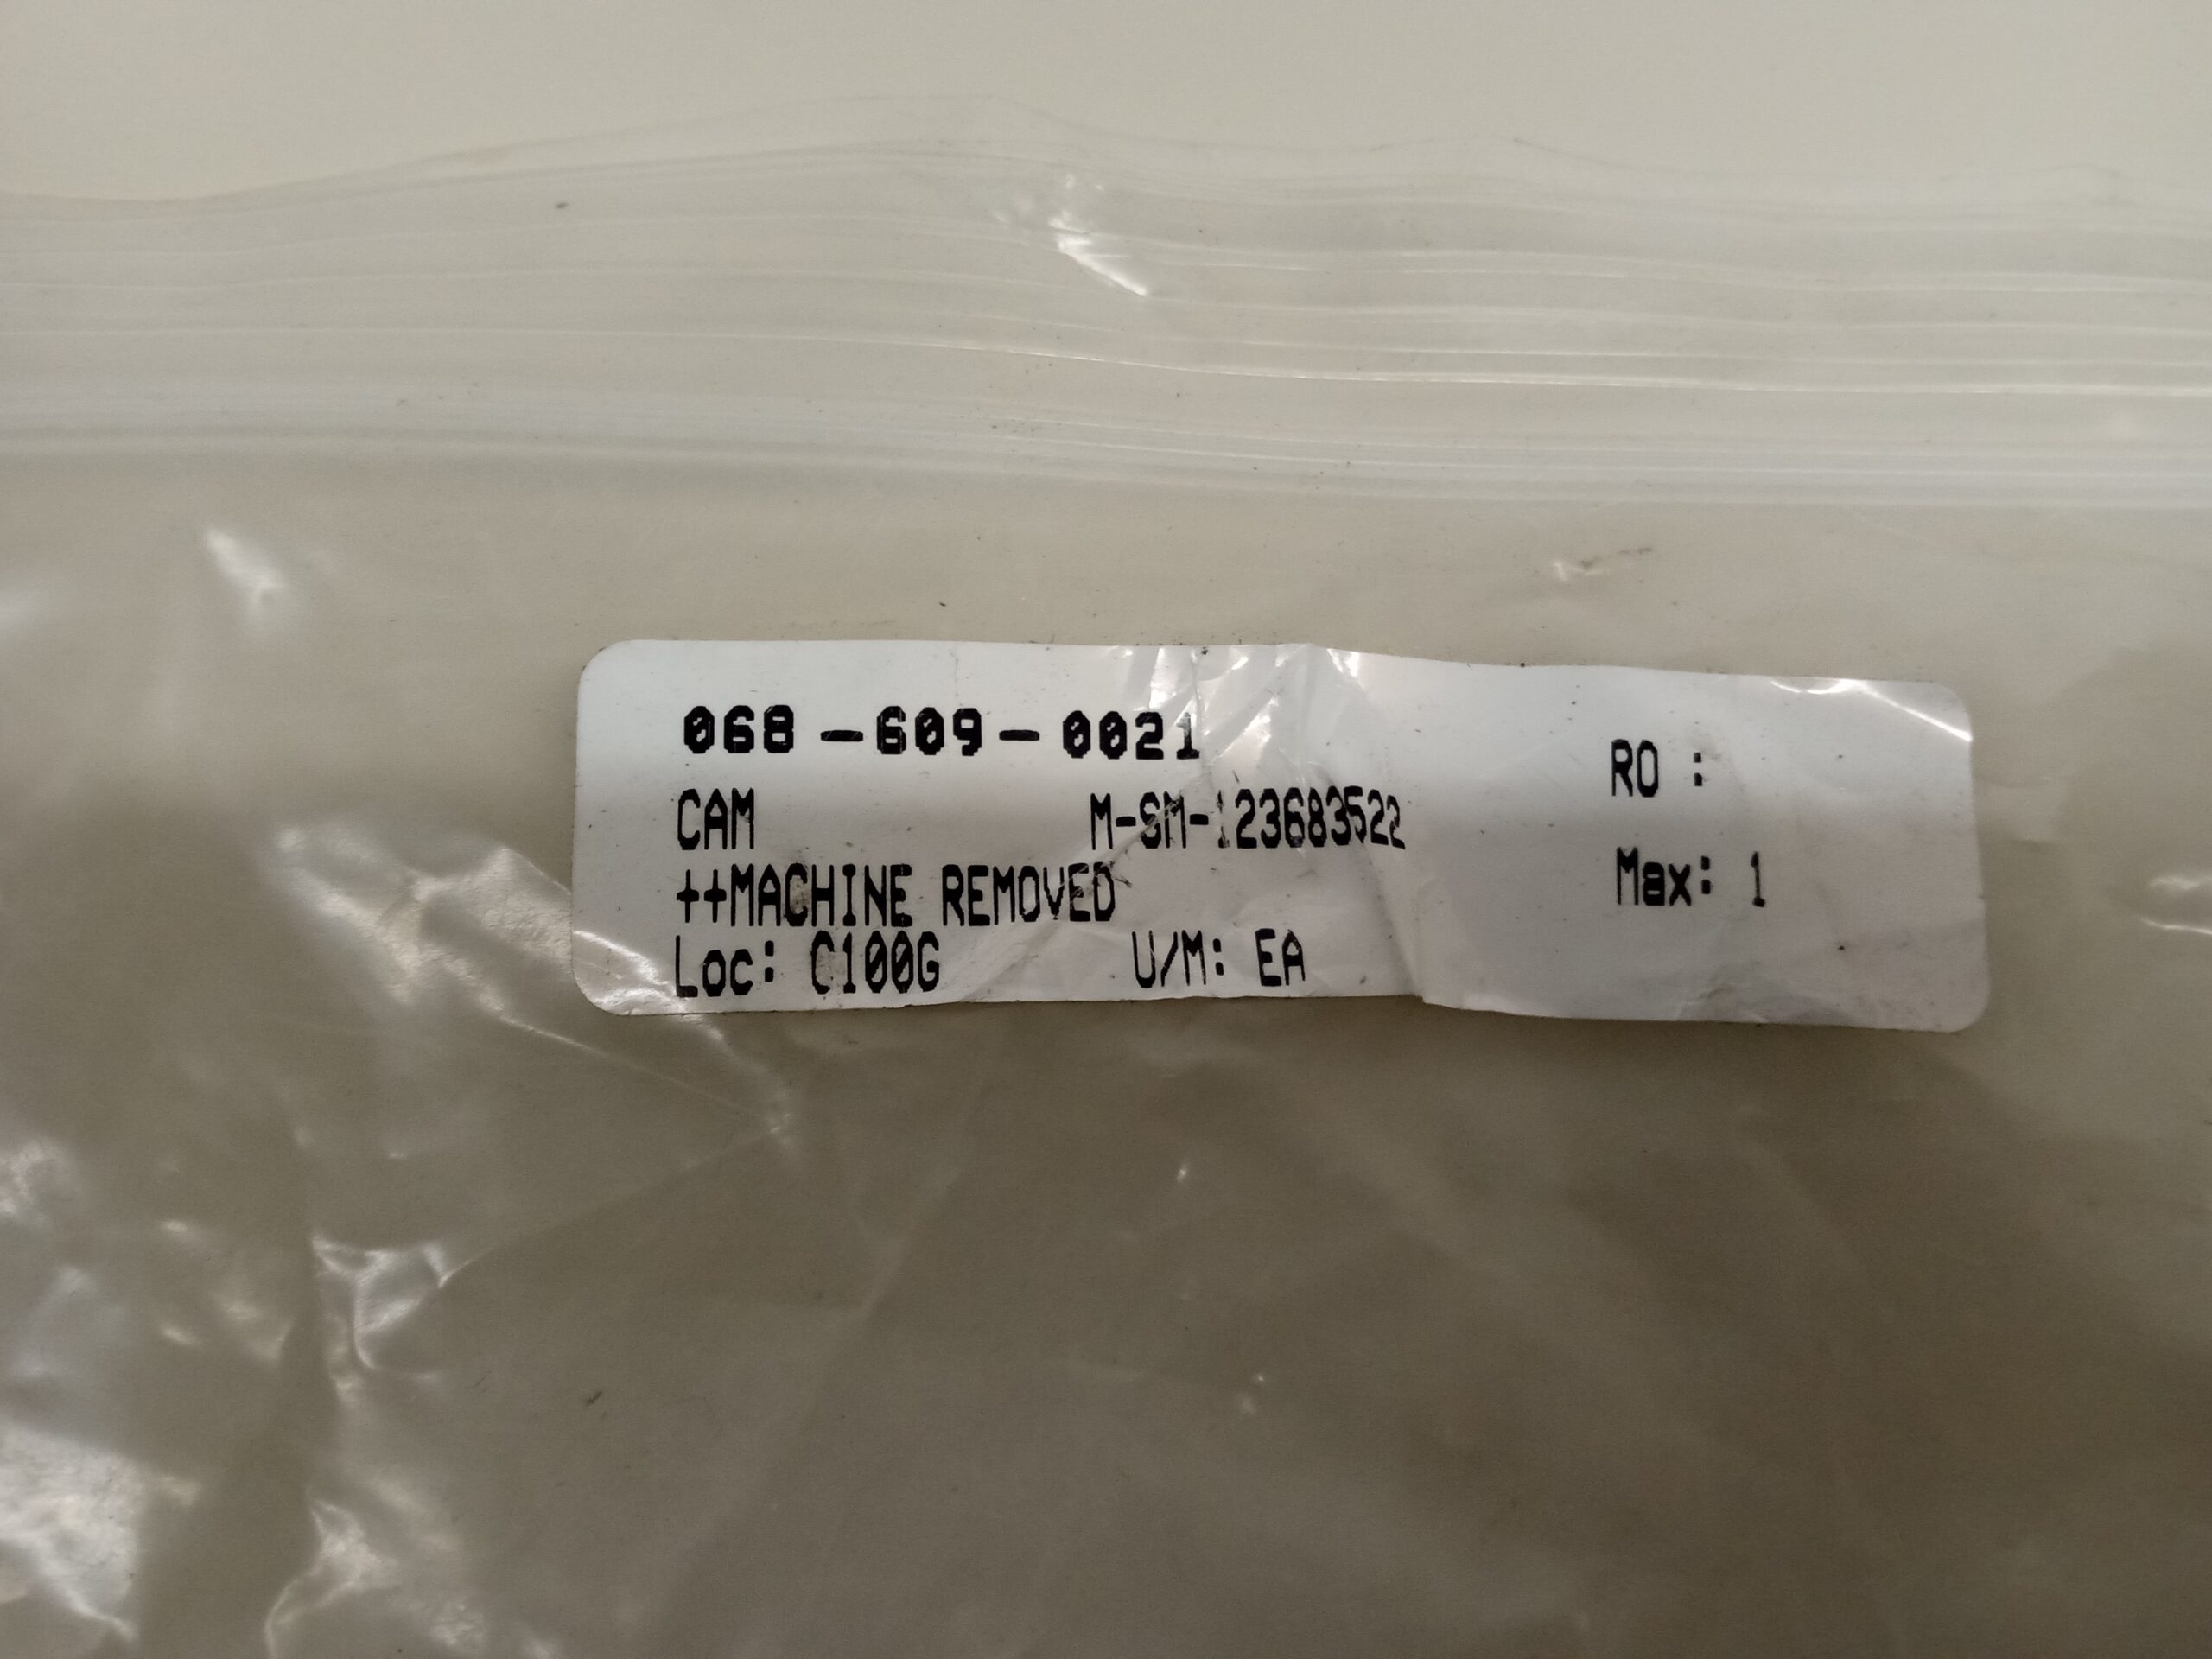 068-609-0021
CAM M-SM-123683522
++MACHINE REMOVED
Loc: C100G U/M: EA
RO :
Max: 1